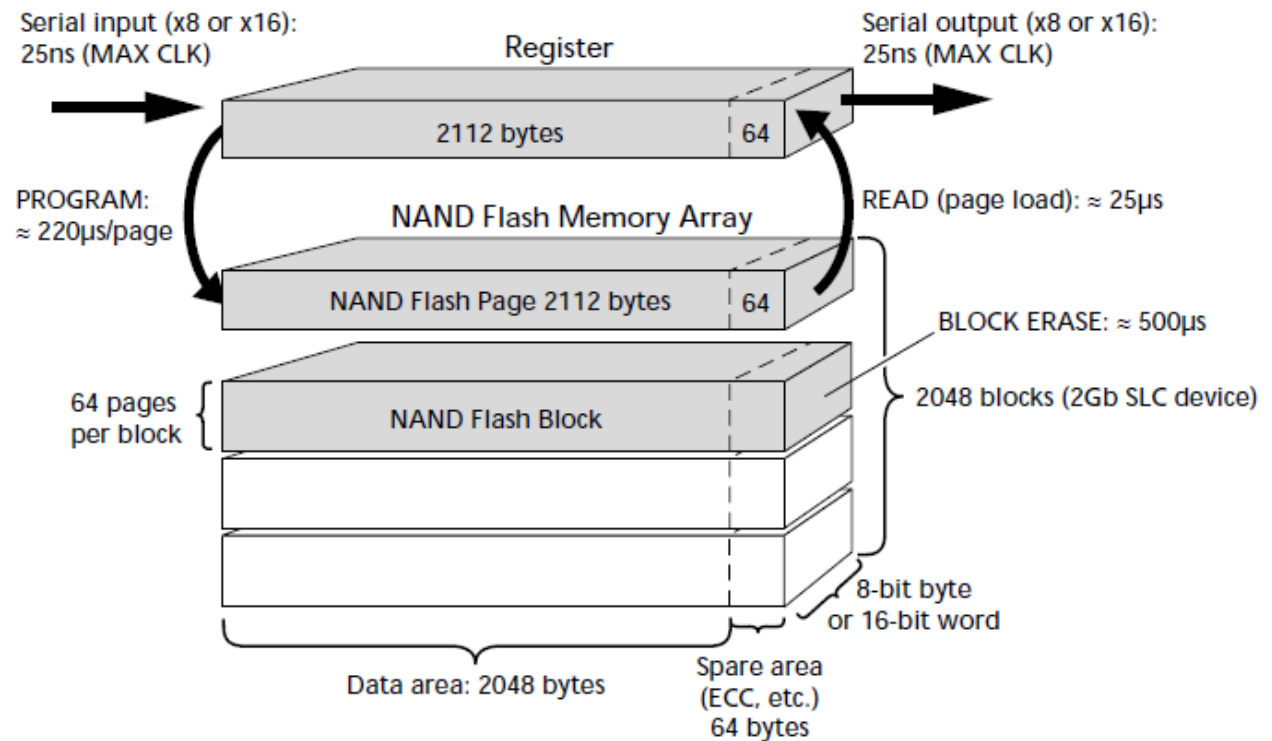 Serial input (x8 or x16):
25ns (MAX CLK)
Register
Serial output (x8 or x16):
25ns (MAX CLK)
2112 bytes
64
PROGRAM:
≈ 220µs/page
READ (page load): ≈ 25µs
NAND Flash Memory Array
NAND Flash Page 2112 bytes
64
BLOCK ERASE: ≈ 500µs
64 pages
per block
NAND Flash Block
2048 blocks (2Gb SLC device)
8-bit byte
or 16-bit word
Data area: 2048 bytes
Spare area
(ECC, etc.)
64 bytes